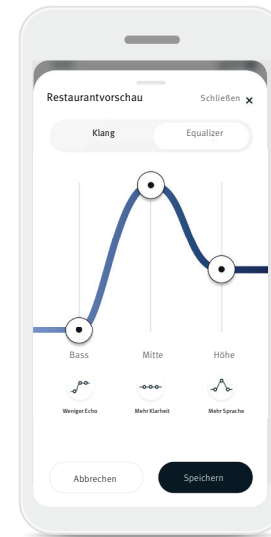 Restaurantvorschau
Schließen ×
Klang
Equalizer
Bass
Mitte
Höhe
Weniger Echo
Mehr Klarheit
Mehr Sprache
Abbrechen
Speichern